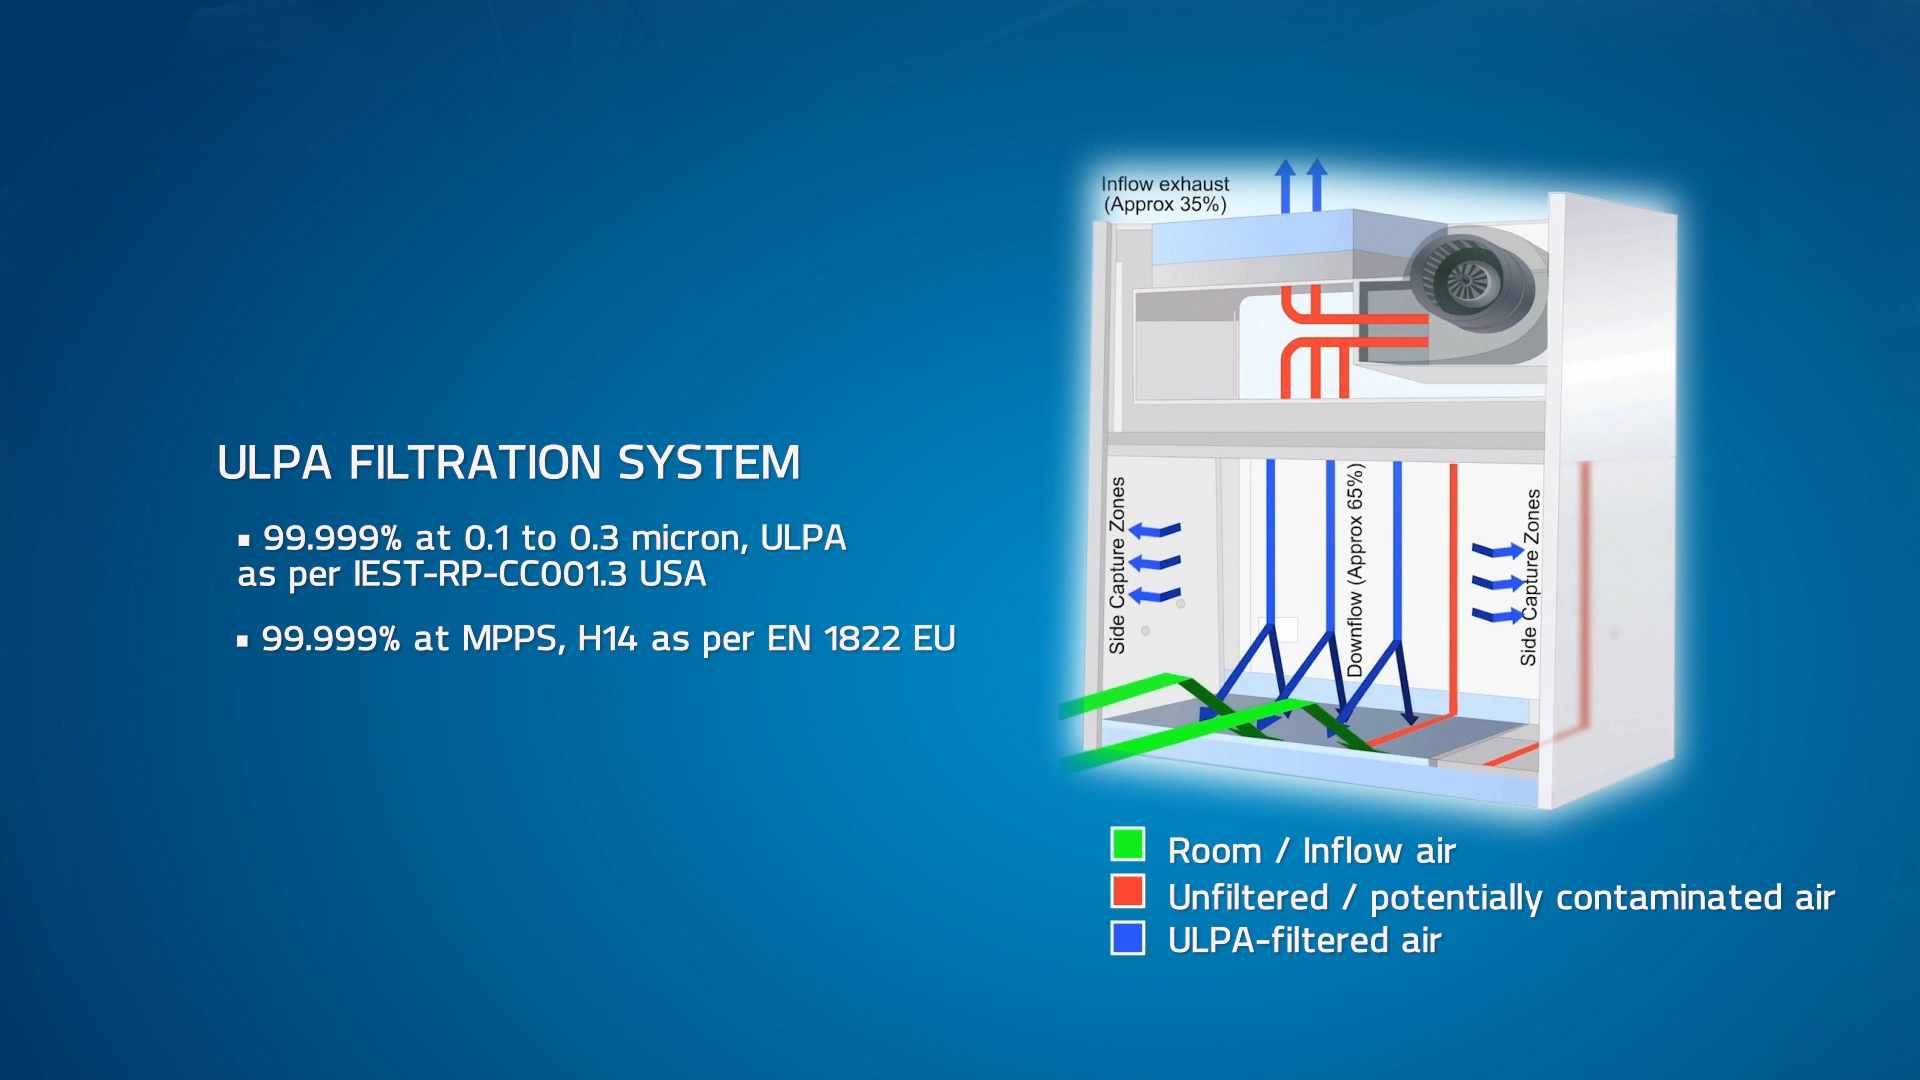 ULPA FILTRATION SYSTEM
▪ 99.999% at 0.1 to 0.3 micron, ULPA
as per IEST-RP-CC001.3 USA
▪ 99.999% at MPPS, H14 as per EN 1822 EU
Inflow exhaust
(Approx 35%)
Side Capture Zones
Downflow (Approx 65%)
Side Capture Zones
Room / Inflow air
Unfiltered / potentially contaminated air
ULPA-filtered air